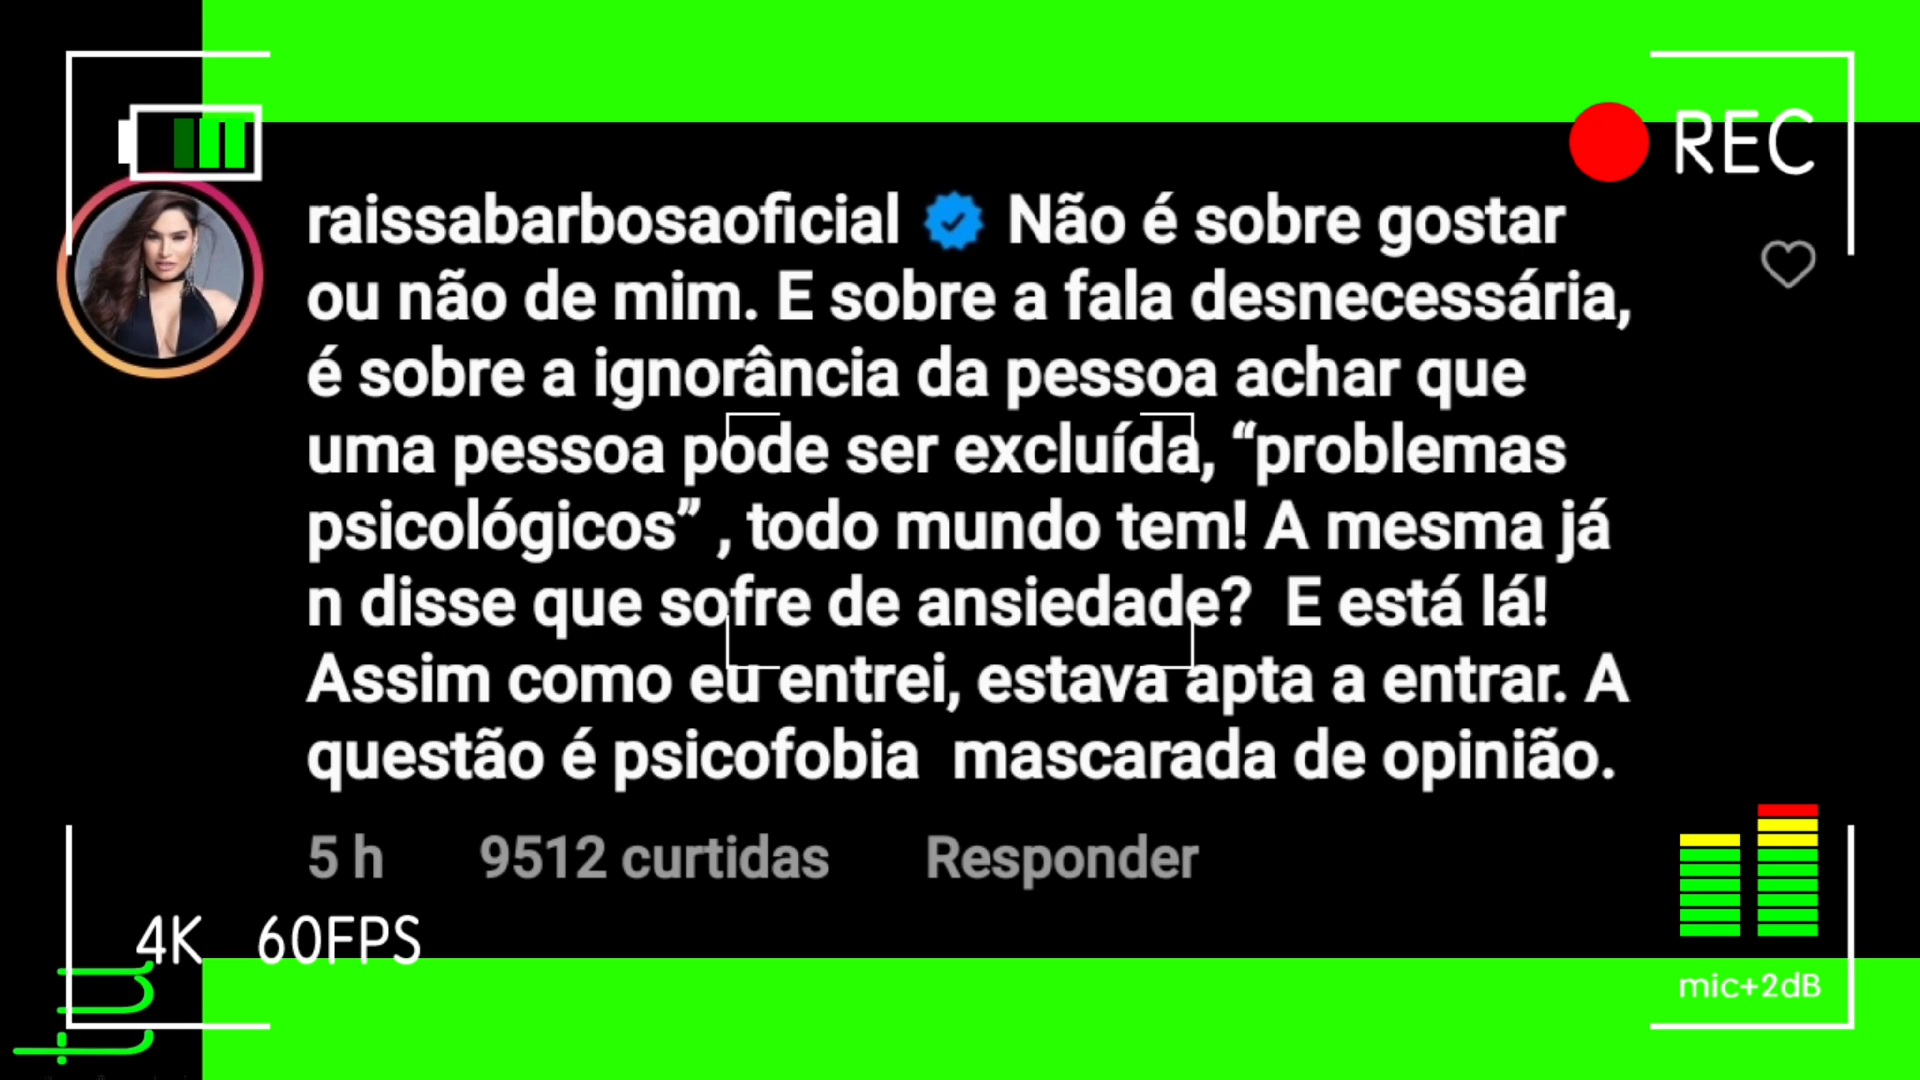 REC
raissabarbosaoficial Não é sobre gostar
ou não de mim. E sobre a fala desnecessária,
é sobre a ignorância da pessoa achar que
uma pessoa pode ser excluída, “problemas
psicológicos” , todo mundo tem! A mesma já
n disse que sofre de ansiedade?  E está lá!
Assim como eu entrei, estava apta a entrar. A
questão é psicofobia  mascarada de opinião.
5 h 9512 curtidas Responder
4K 60FPS
mic+2dB